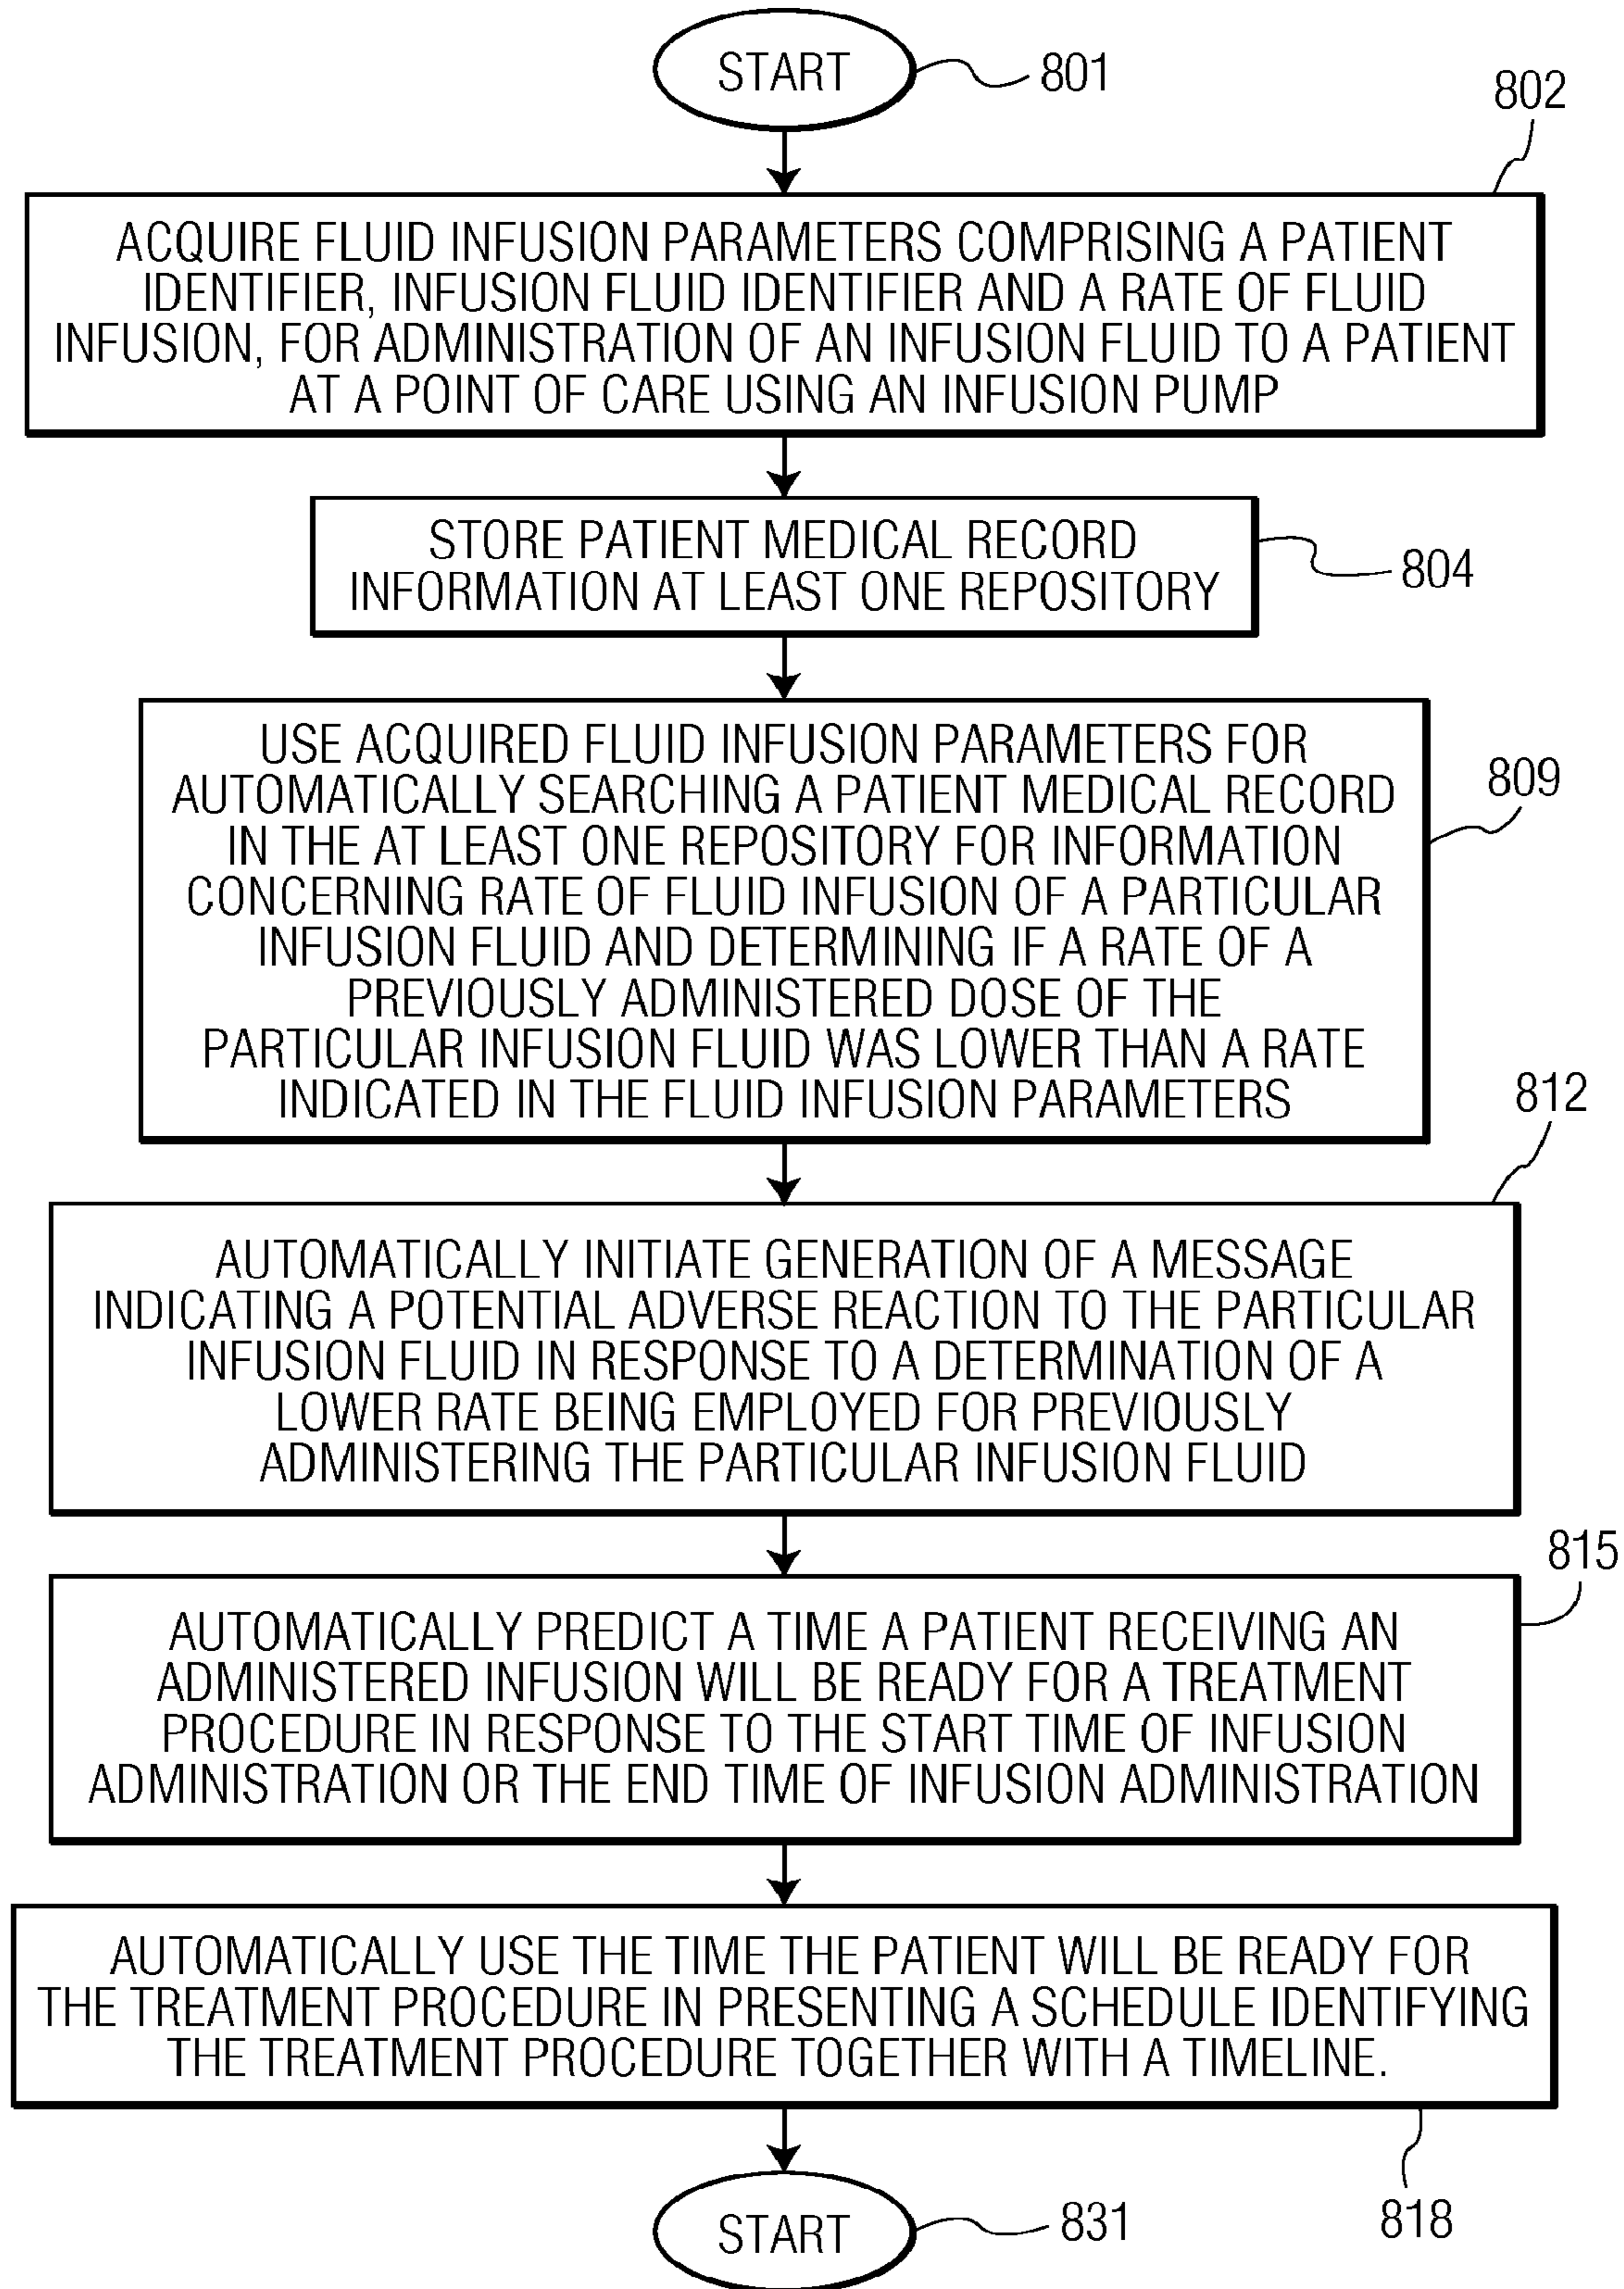 START
801
802
ACQUIRE FLUID INFUSION PARAMETERS COMPRISING A PATIENT
IDENTIFIER, INFUSION FLUID IDENTIFIER AND A RATE OF FLUID
INFUSION, FOR ADMINISTRATION OF AN INFUSION FLUID TO A PATIENT
AT A POINT OF CARE USING AN INFUSION PUMP
STORE PATIENT MEDICAL RECORD
INFORMATION AT LEAST ONE REPOSITORY
804
USE ACQUIRED FLUID INFUSION PARAMETERS FOR
AUTOMATICALLY SEARCHING A PATIENT MEDICAL RECORD
IN THE AT LEAST ONE REPOSITORY FOR INFORMATION
CONCERNING RATE OF FLUID INFUSION OF A PARTICULAR
INFUSION FLUID AND DETERMINING IF A RATE OF A
PREVIOUSLY ADMINISTERED DOSE OF THE
PARTICULAR INFUSION FLUID WAS LOWER THAN A RATE
INDICATED IN THE FLUID INFUSION PARAMETERS
809
812
AUTOMATICALLY INITIATE GENERATION OF A MESSAGE
INDICATING A POTENTIAL ADVERSE REACTION TO THE PARTICULAR
INFUSION FLUID IN RESPONSE TO A DETERMINATION OF A
LOWER RATE BEING EMPLOYED FOR PREVIOUSLY
ADMINISTERING THE PARTICULAR INFUSION FLUID
815
AUTOMATICALLY PREDICT A TIME A PATIENT RECEIVING AN
ADMINISTERED INFUSION WILL BE READY FOR A TREATMENT
PROCEDURE IN RESPONSE TO THE START TIME OF INFUSION
ADMINISTRATION OR THE END TIME OF INFUSION ADMINISTRATION
AUTOMATICALLY USE THE TIME THE PATIENT WILL BE READY FOR
THE TREATMENT PROCEDURE IN PRESENTING A SCHEDULE IDENTIFYING
THE TREATMENT PROCEDURE TOGETHER WITH A TIMELINE.
818
START
831